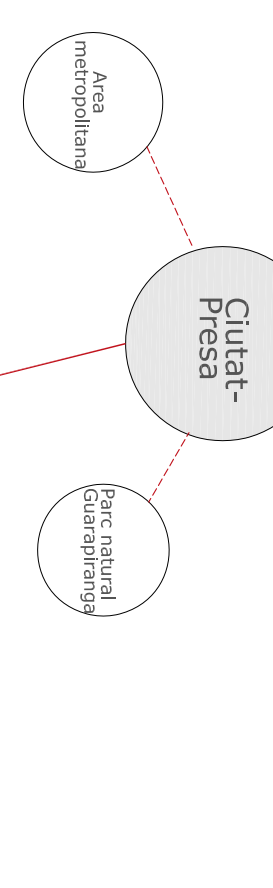 Area
metropolitana
Ciutat-
Presa
Parc natural
Guarapiranga